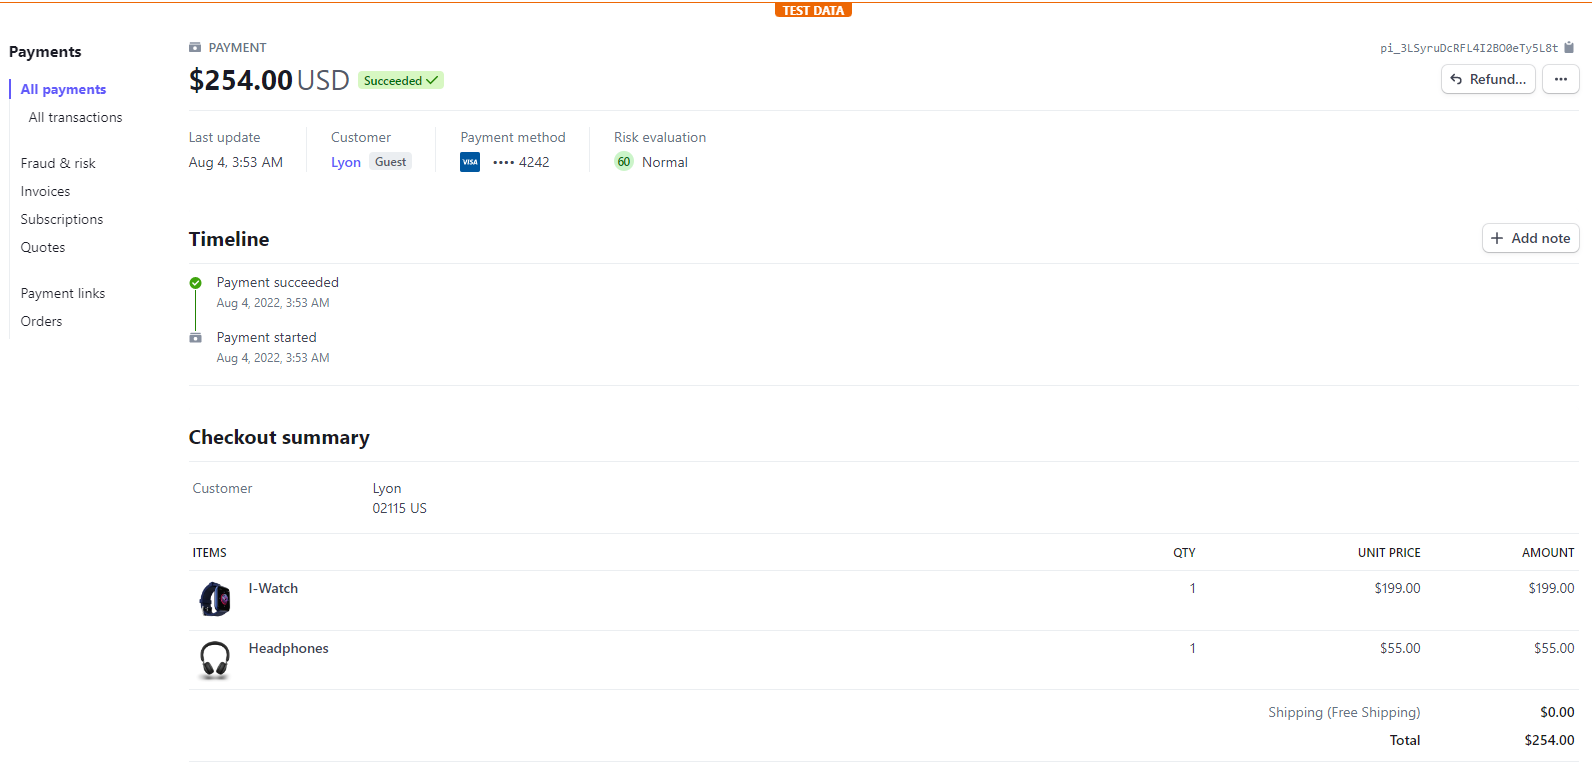 TEST DATA
Payments
All payments
All transactions
Fraud & risk
Invoices
Subscriptions
Quotes
Payment links
Orders
PAYMENT
pi_3LSyruDcRFL4I2BO0eTy5L8t
$254.00 USD Succeeded
Refund...
Last update Customer Payment method Risk evaluation
Aug 4, 3:53 AM Lyon Guest VISA •••• 4242 60 Normal
Timeline
Add note
Payment succeeded
Aug 4, 2022, 3:53 AM
Payment started
Aug 4, 2022, 3:53 AM
Checkout summary
Customer Lyon
02115 US
ITEMS QTY UNIT PRICE AMOUNT
I-Watch 1 $199.00 $199.00
Headphones 1 $55.00 $55.00
Shipping (Free Shipping) $0.00
Total $254.00